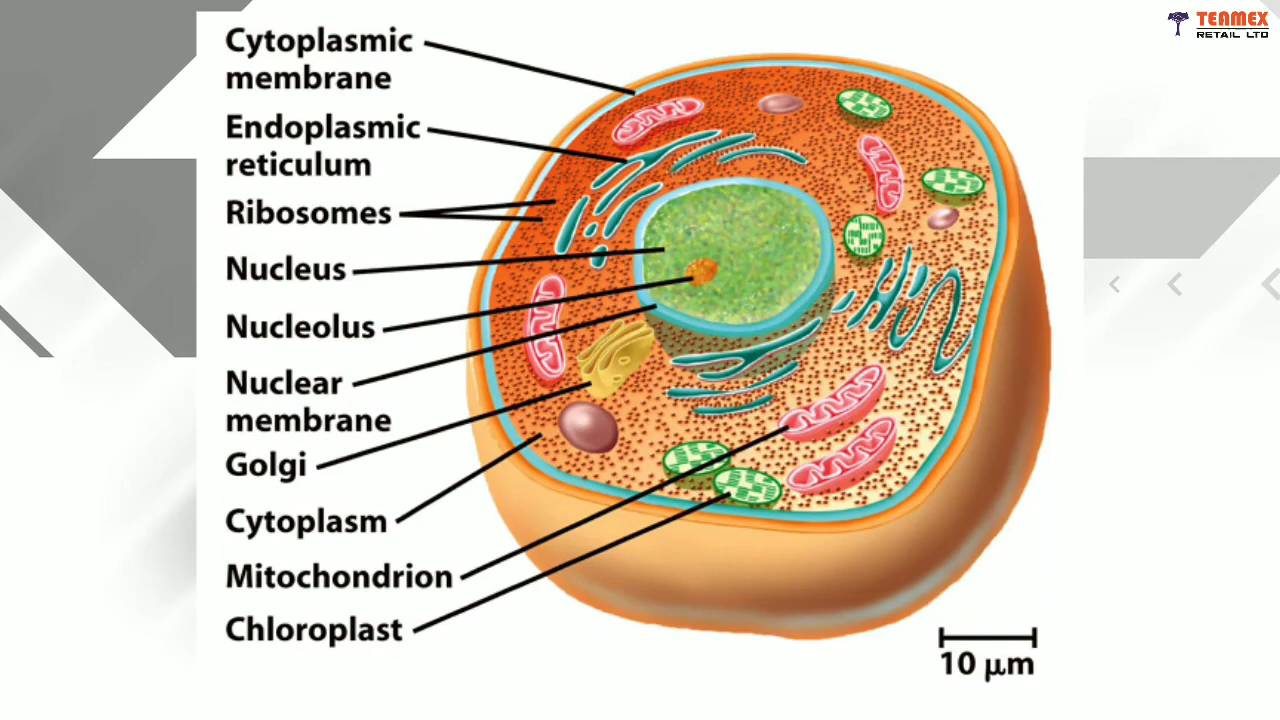 TEAMEX
RETAIL LTD
Cytoplasmic
membrane
Endoplasmic
reticulum
Ribosomes
Nucleus
Nucleolus
Nuclear
membrane
Golgi
Cytoplasm
Mitochondrion
Chloroplast
10 μm